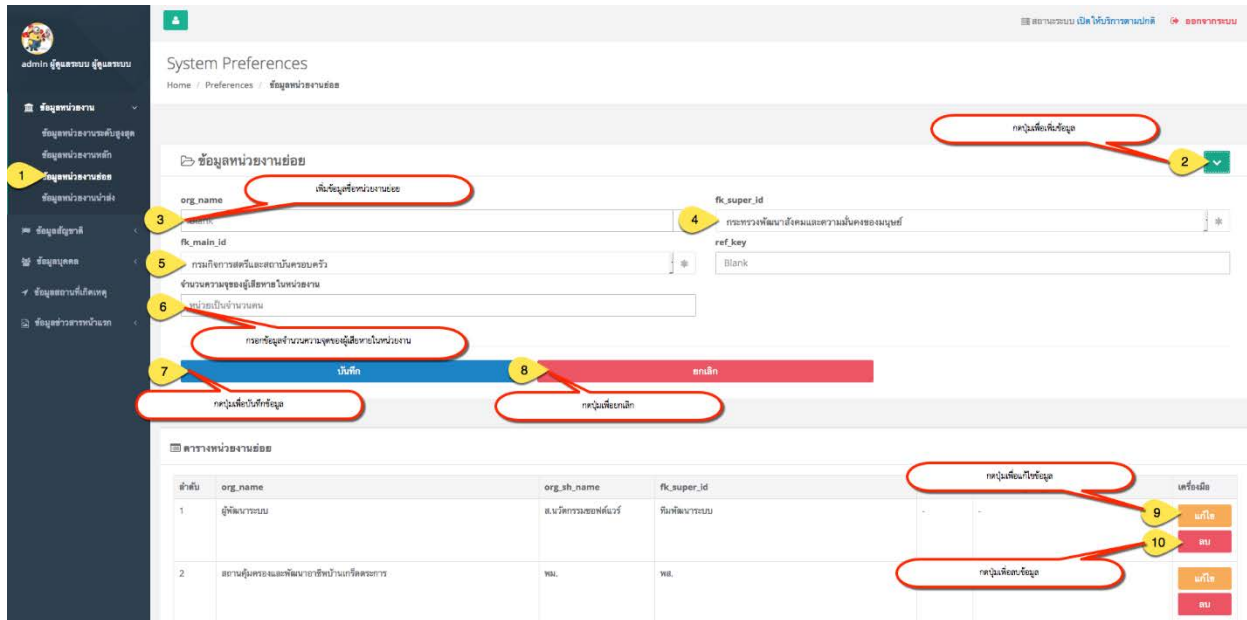 สถานะระบบ เปิดให้บริการตามปกติ ออกจากระบบ
admin ผู้ดูแลระบบ ผู้ดูแลระบบ
System Preferences
Home / Preferences / ข้อมูลหน่วยงานย่อย
ข้อมูลหน่วยงาน
ข้อมูลหน่วยงานระดับสูงสุด
ข้อมูลหน่วยงานหลัก
1 ข้อมูลหน่วยงานย่อย
ข้อมูลหน่วยงานนำส่ง
ข้อมูลสัญชาติ
ข้อมูลบุคคล
ข้อมูลสถานที่เกิดเหตุ
ข้อมูลข่าวสารหน้าแรก
กดปุ่มเพื่อเพิ่มข้อมูล
ข้อมูลหน่วยงานย่อย
2
เพิ่มข้อมูลชื่อหน่วยงานย่อย
org_name
fk_super_id
3 Blank
4 กระทรวงพัฒนาสังคมและความมั่นคงของมนุษย์
fk_main_id
ref_key
5 กรมกิจการสตรีและสถาบันครอบครัว
Blank
จำนวนความจุของผู้เสียหายในหน่วยงาน
6 หน่วยเป็นจำนวนคน
กรอกข้อมูลจำนวนความจุดของผู้เสียหายในหน่วยงาน
7 บันทึก
8 ยกเลิก
กดปุ่มเพื่อบันทึกข้อมูล
กดปุ่มเพื่อยกเลิก
ตารางหน่วยงานย่อย
กดปุ่มเพื่อแก้ไขข้อมูล
ลำดับ org_name org_sh_name fk_super_id เครื่องมือ
1 ผู้พัฒนาระบบ ส.นวัตกรรมซอฟต์แวร์ ทีมพัฒนาระบบ - -
9 แก้ไข
10 ลบ
2 สถานคุ้มครองและพัฒนาอาชีพบ้านเกร็ดตระการ พม. พส.
กดปุ่มเพื่อลบข้อมูล
แก้ไข
ลบ